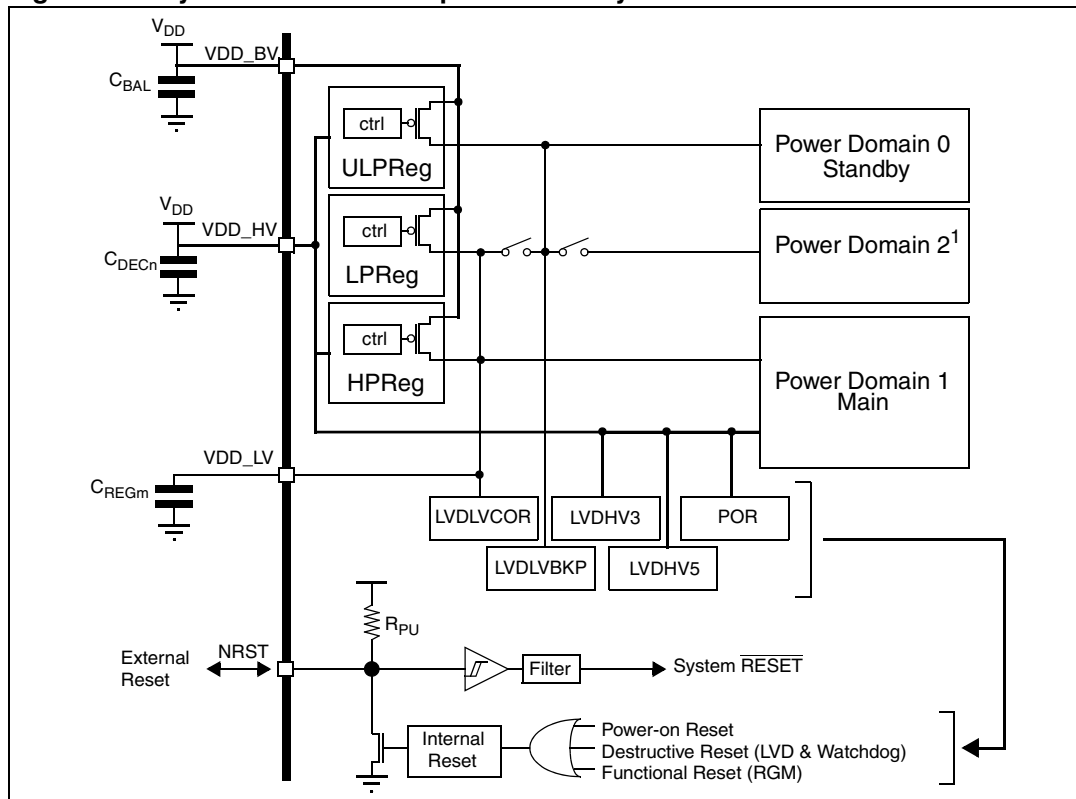 V_DD
VDD_BV
C_BAL
ctrl
ULPReg
Power Domain 0
Standby
V_DD
VDD_HV
C_DECn
ctrl
LPReg
Power Domain 2¹
ctrl
HPReg
Power Domain 1
Main
VDD_LV
C_REGm
LVDLVCOR
LVDHV3
POR
LVDLVBKP
LVDHV5
R_PU
External
Reset
NRST
Filter
System RESET
Internal
Reset
Power-on Reset
Destructive Reset (LVD & Watchdog)
Functional Reset (RGM)